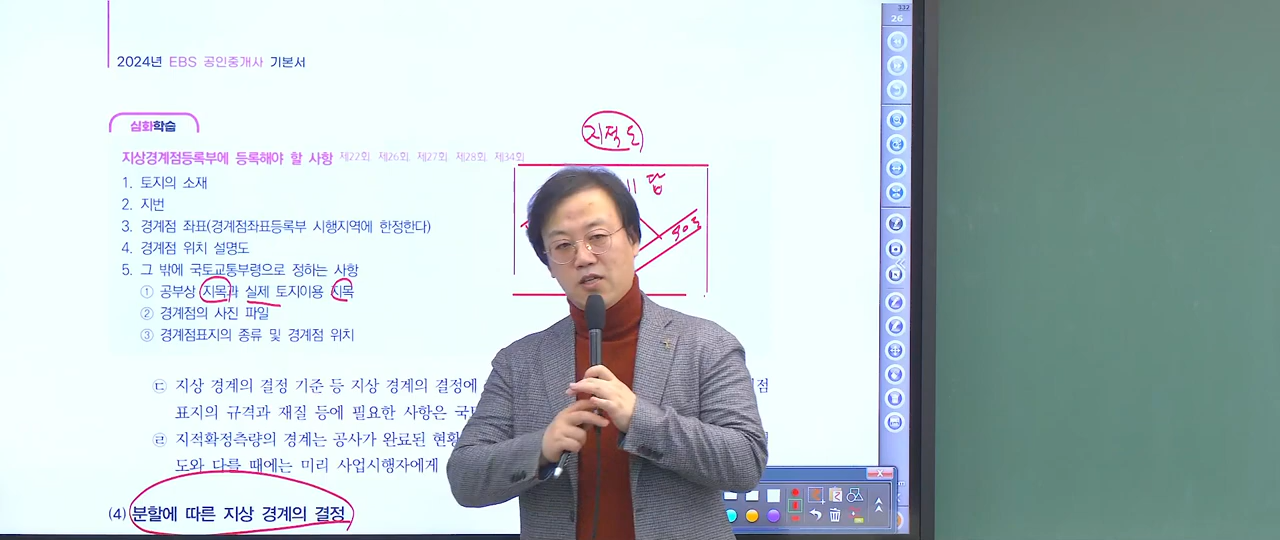 332
26
2024년 EBS 공인중개사 기본서
심화학습
지상경계점등록부에 등록해야 할 사항 제22회 제26회 제27회 제28회 제34회
1. 토지의 소재
2. 지번
3. 경계점 좌표(경계점좌표등록부 시행지역에 한정한다)
4. 경계점 위치 설명도
5. 그 밖에 국토교통부령으로 정하는 사항
① 공부상 지목과 실제 토지이용 지목
② 경계점의 사진 파일
③ 경계점표지의 종류 및 경계점 위치
지적도
11 답
90도
㉢ 지상 경계의 결정 기준 등 지상 경계의 결정에
표지의 규격과 재질 등에 필요한 사항은
㉣ 지적확정측량의 경계는 공사가 완료된 현황
도와 다를 때에는 미리 사업시행자에게
(4) 분할에 따른 지상 경계의 결정